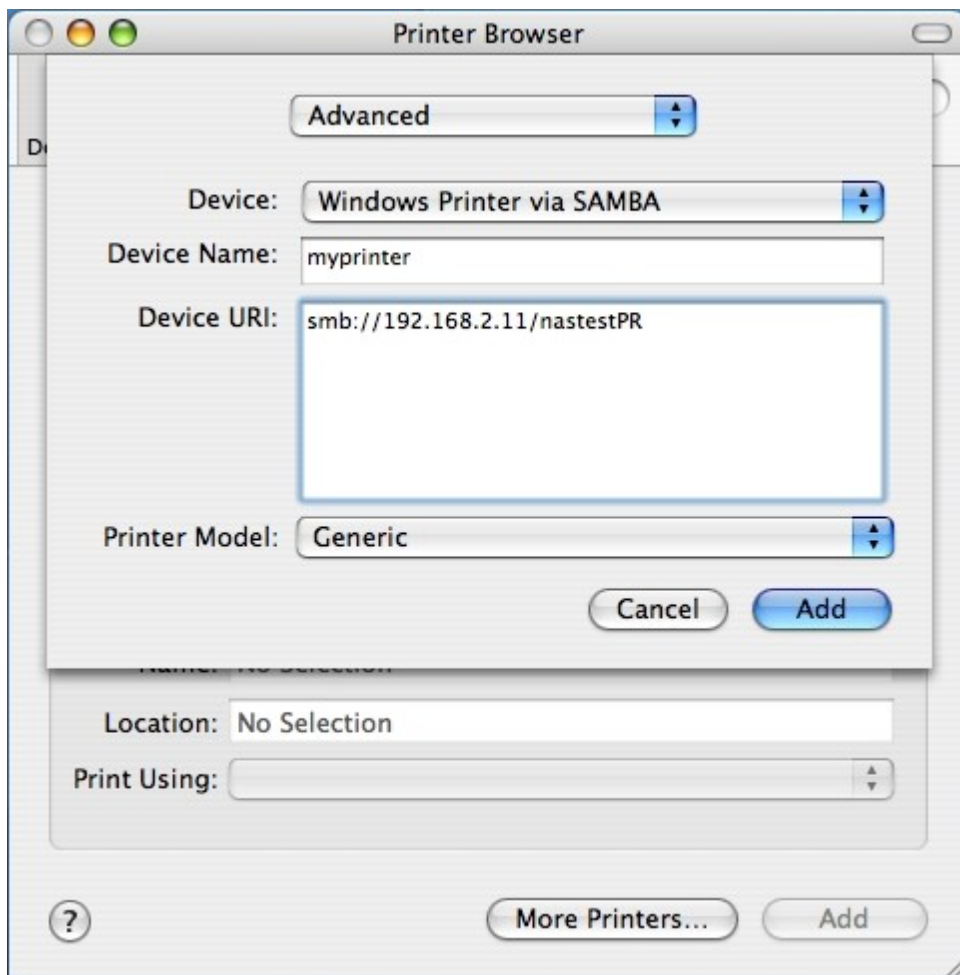 Printer Browser
Advanced
Device: Windows Printer via SAMBA
Device Name: myprinter
Device URI: smb://192.168.2.11/nastestPR
Printer Model: Generic
Cancel Add
Location: No Selection
Print Using:
? More Printers... Add